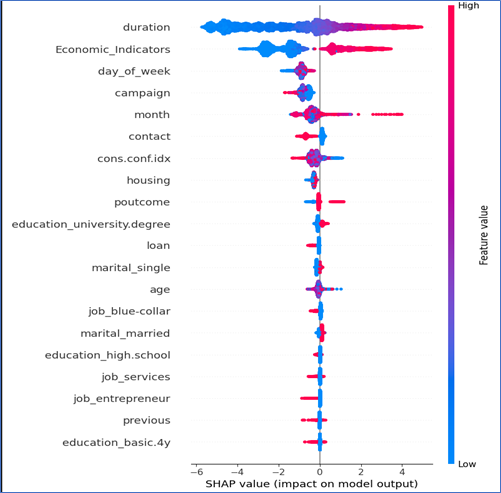 High
duration
Economic_Indicators
day_of_week
campaign
month
contact
cons.conf.idx
housing
poutcome
education_university.degree
loan
marital_single
age
job_blue-collar
marital_married
education_high.school
job_services
job_entrepreneur
previous
education_basic.4y
Feature value
Low
−6 −4 −2 0 2 4
SHAP value (impact on model output)